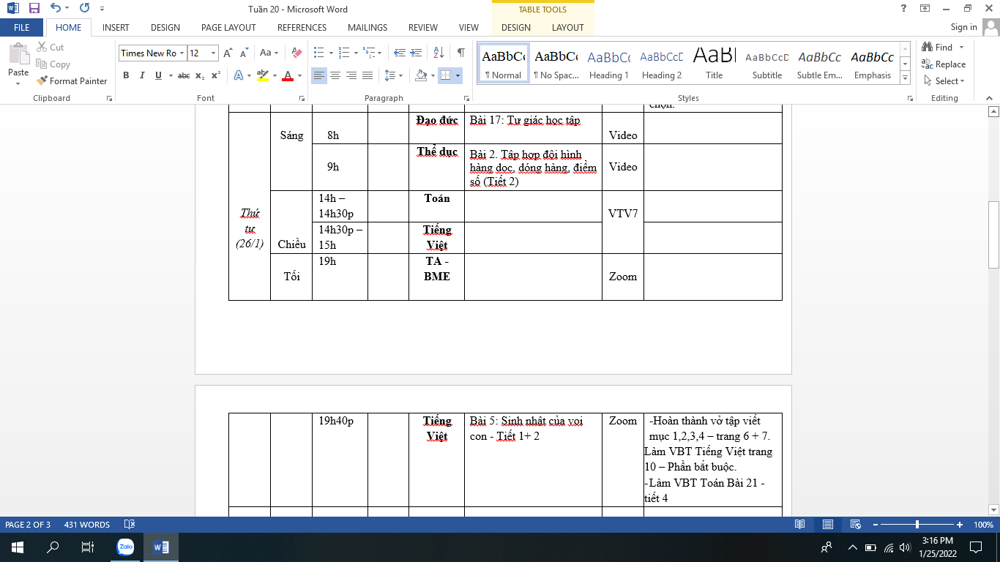 Tuần 20 - Microsoft Word
TABLE TOOLS
?
FILE HOME INSERT DESIGN PAGE LAYOUT REFERENCES MAILINGS REVIEW VIEW DESIGN LAYOUT Sign in
Paste
Cut
Copy
Format Painter
Clipboard
Times New Ro 12 Aa
B I U abc x₂ x² A ab A
Font
Paragraph
AaBbCc AaBbCc AaBbCc AaBbCcD AaBl AaBbCcD AaBbCc AaBbCc
¶ Normal ¶ No Spac... Heading 1 Heading 2 Title Subtitle Subtle Em... Emphasis
Styles
Find
Replace
Select
Editing
chọn.
Thứ
tư
(26/1)
Sáng
8h
Đạo đức
Bài 17: Tự giác học tập
Video
9h
Thể dục
Bài 2. Tập hợp đội hình
hàng dọc, dóng hàng, điểm
số (Tiết 2)
Video
Chiều
14h –
14h30p
Toán
VTV7
14h30p –
15h
Tiếng
Việt
Tối
19h
TA -
BME
Zoom
19h40p
Tiếng
Việt
Bài 5: Sinh nhật của voi
con - Tiết 1+ 2
Zoom
-Hoàn thành vở tập viết
mục 1,2,3,4 – trang 6 + 7.
Làm VBT Tiếng Việt trang
10 – Phần bắt buộc.
-Làm VBT Toán Bài 21 -
tiết 4
PAGE 2 OF 3 431 WORDS 100%
Zalo
3:16 PM
1/25/2022